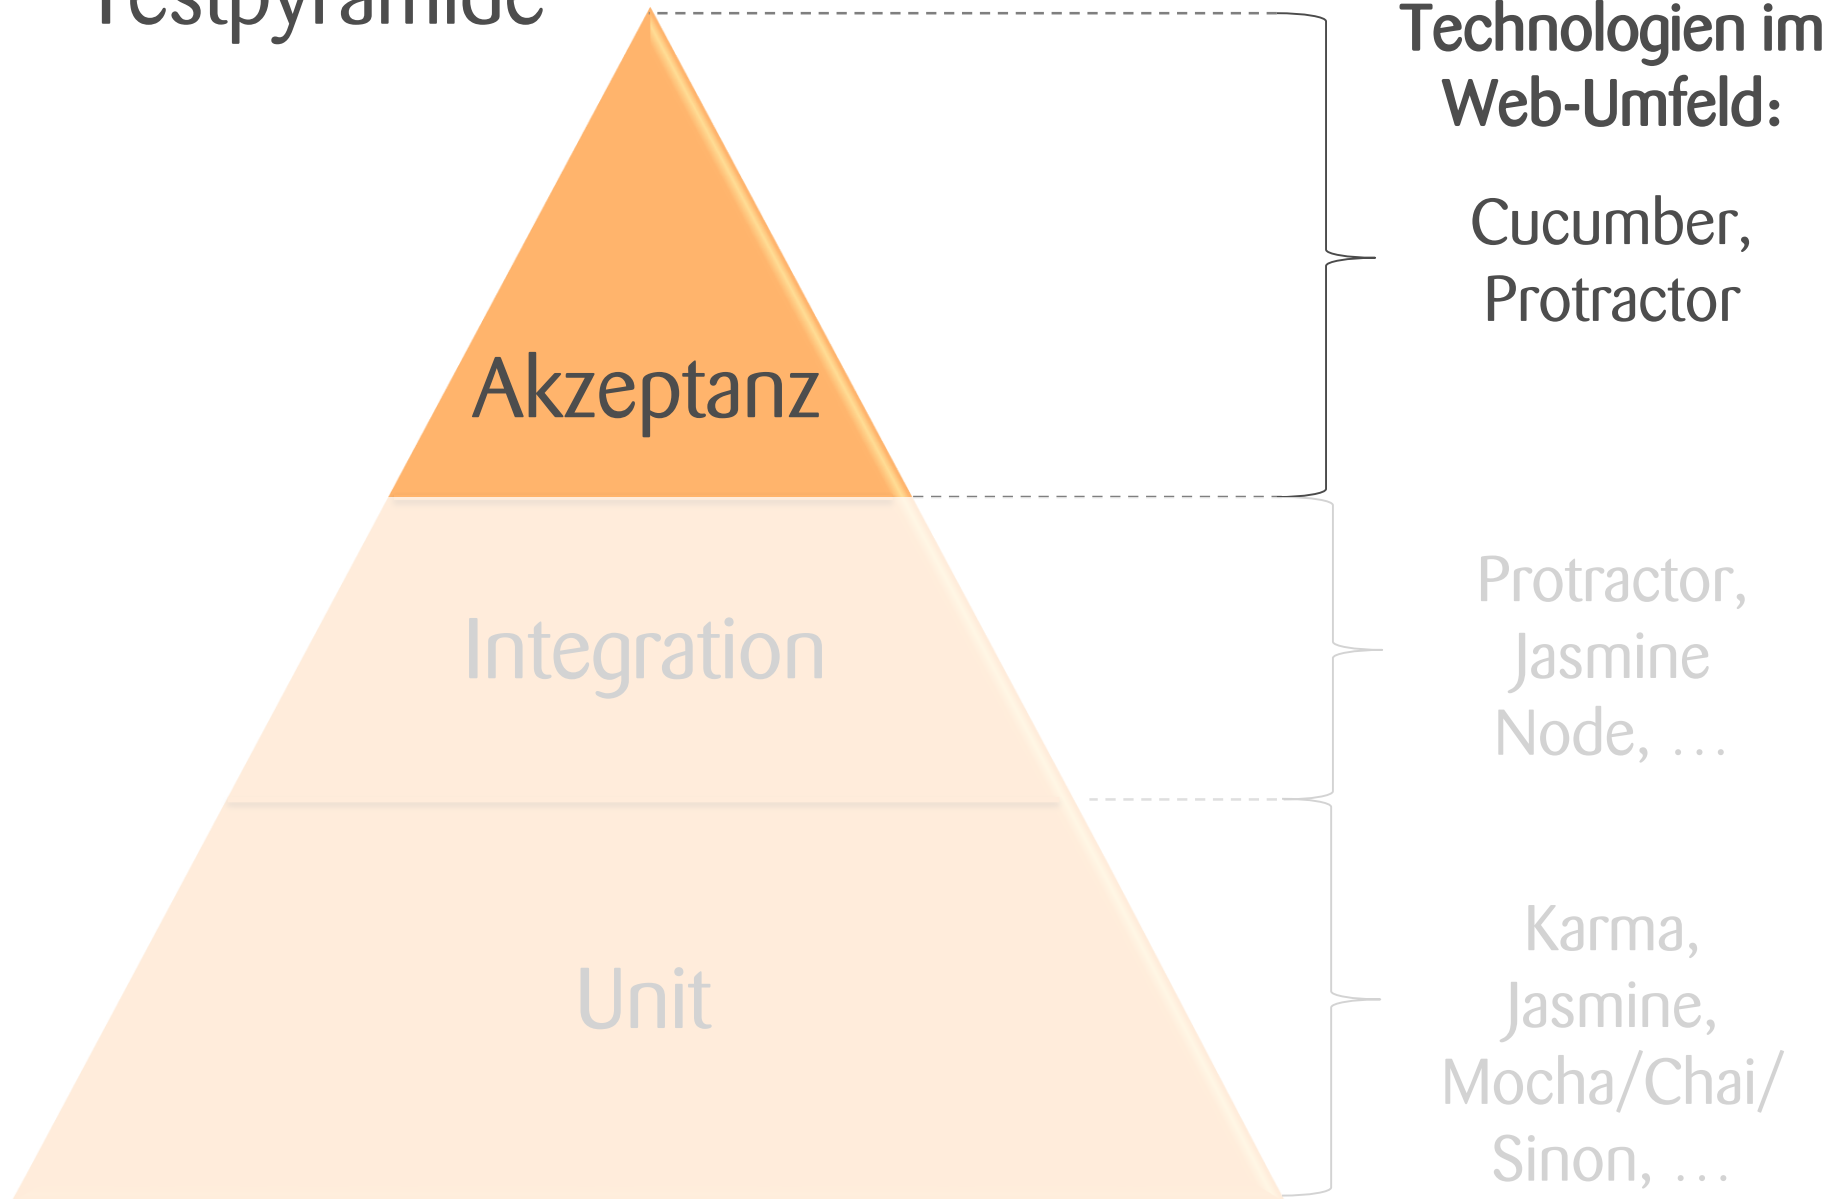 Testpyramide
Technologien im
Web-Umfeld:
Cucumber,
Protractor
Akzeptanz
Protractor,
Jasmine
Node, …
Integration
Karma,
Jasmine,
Mocha/Chai/
Sinon, …
Unit